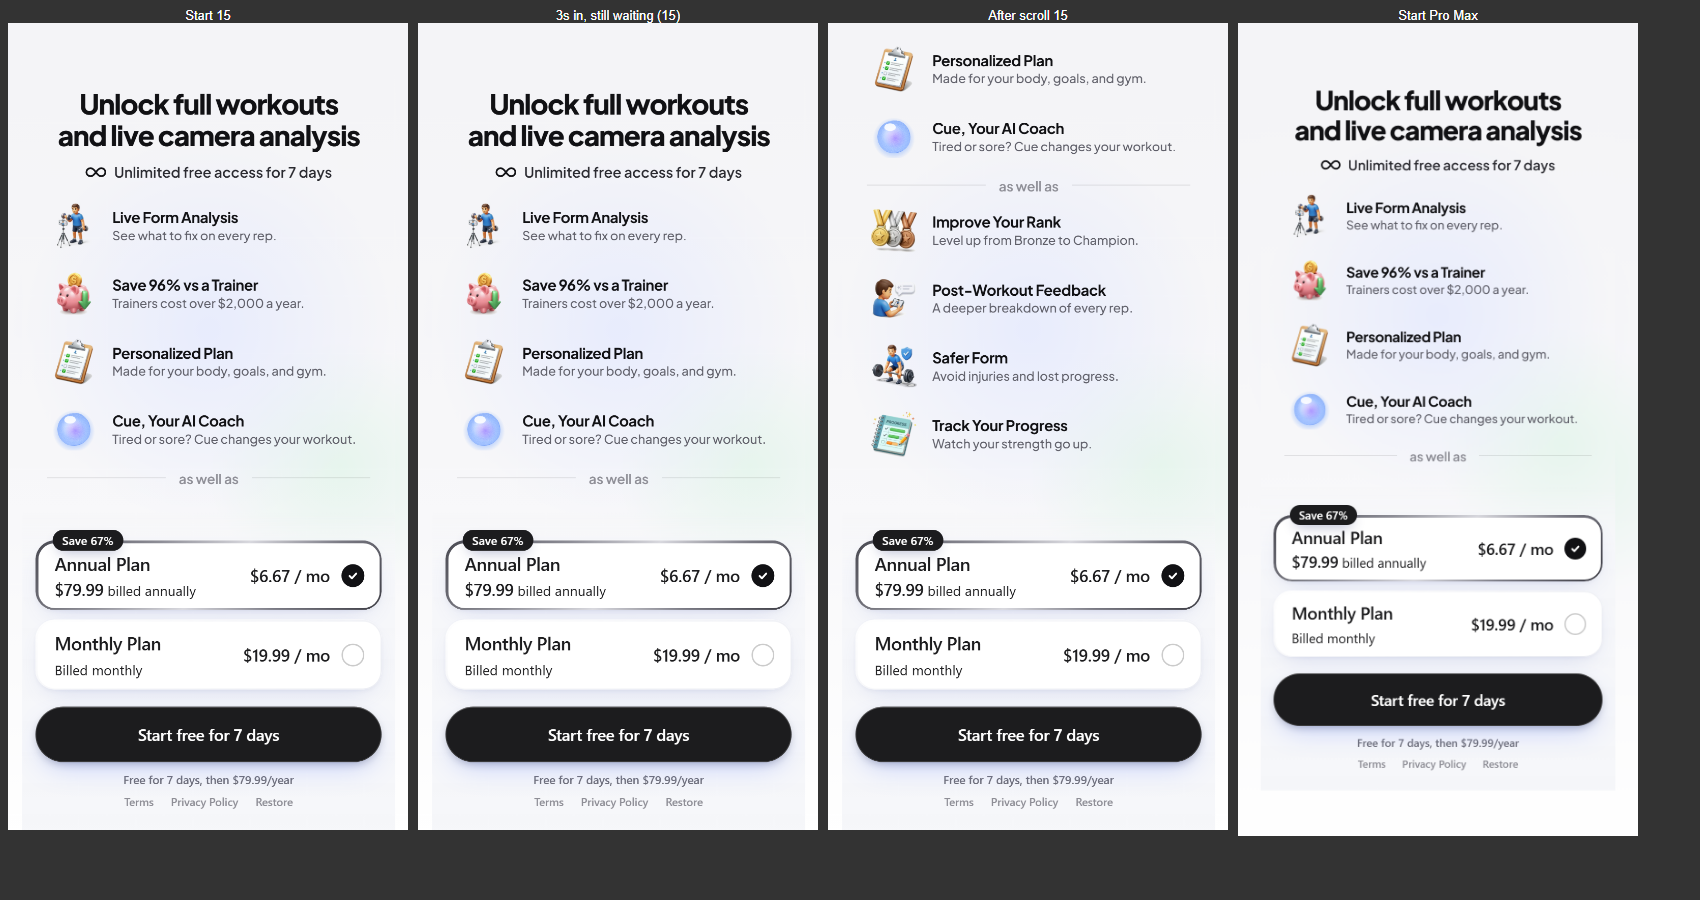 Start 15
Unlock full workouts
and live camera analysis
Unlimited free access for 7 days
Live Form Analysis
See what to fix on every rep.
Save 96% vs a Trainer
Trainers cost over $2,000 a year.
Personalized Plan
Made for your body, goals, and gym.
Cue, Your AI Coach
Tired or sore? Cue changes your workout.
as well as
Save 67%
Annual Plan
$79.99 billed annually
$6.67 / mo
Monthly Plan
Billed monthly
$19.99 / mo
Start free for 7 days
Free for 7 days, then $79.99/year
Terms Privacy Policy Restore
3s in, still waiting (15)
Unlock full workouts
and live camera analysis
Unlimited free access for 7 days
Live Form Analysis
See what to fix on every rep.
Save 96% vs a Trainer
Trainers cost over $2,000 a year.
Personalized Plan
Made for your body, goals, and gym.
Cue, Your AI Coach
Tired or sore? Cue changes your workout.
as well as
Save 67%
Annual Plan
$79.99 billed annually
$6.67 / mo
Monthly Plan
Billed monthly
$19.99 / mo
Start free for 7 days
Free for 7 days, then $79.99/year
Terms Privacy Policy Restore
After scroll 15
Personalized Plan
Made for your body, goals, and gym.
Cue, Your AI Coach
Tired or sore? Cue changes your workout.
as well as
Improve Your Rank
Level up from Bronze to Champion.
Post-Workout Feedback
A deeper breakdown of every rep.
Safer Form
Avoid injuries and lost progress.
Track Your Progress
Watch your strength go up.
Save 67%
Annual Plan
$79.99 billed annually
$6.67 / mo
Monthly Plan
Billed monthly
$19.99 / mo
Start free for 7 days
Free for 7 days, then $79.99/year
Terms Privacy Policy Restore
Start Pro Max
Unlock full workouts
and live camera analysis
Unlimited free access for 7 days
Live Form Analysis
See what to fix on every rep.
Save 96% vs a Trainer
Trainers cost over $2,000 a year.
Personalized Plan
Made for your body, goals, and gym.
Cue, Your AI Coach
Tired or sore? Cue changes your workout.
as well as
Save 67%
Annual Plan
$79.99 billed annually
$6.67 / mo
Monthly Plan
Billed monthly
$19.99 / mo
Start free for 7 days
Free for 7 days, then $79.99/year
Terms Privacy Policy Restore